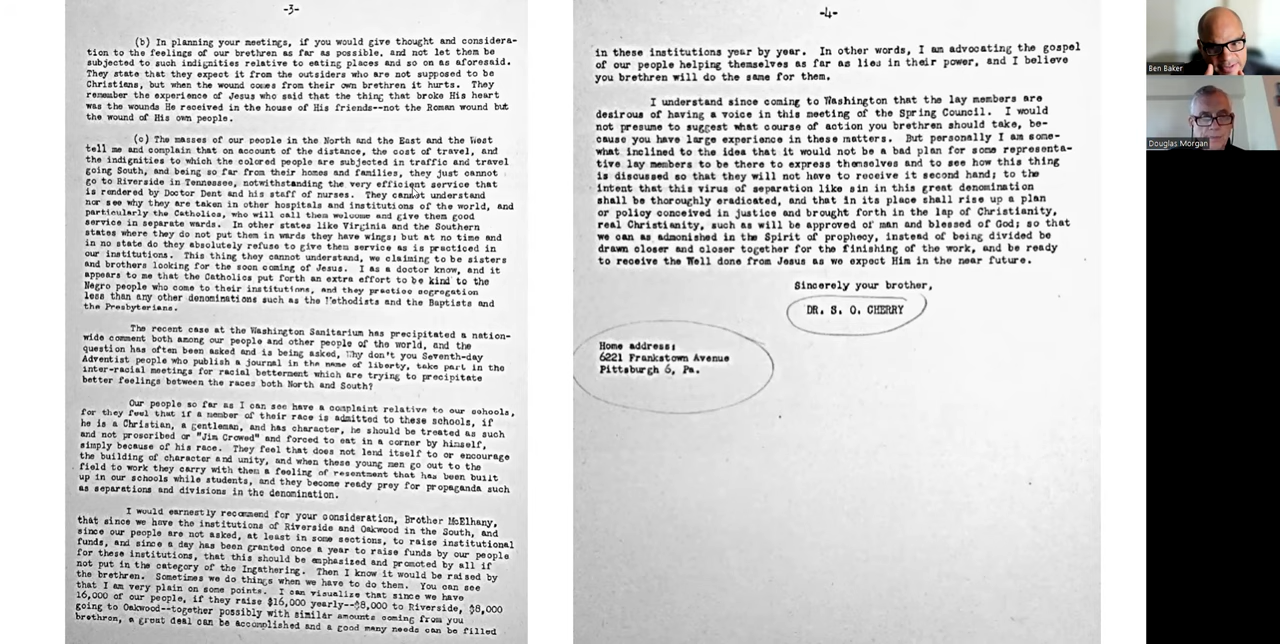 -3-
(b) In planning your meetings, if you would give thought and considera-
tion to the feelings of our brethren as far as possible, and not let them be
subjected to such indignities relative to eating places and so on as aforesaid.
They state that they expect it from the outsiders who are not supposed to be
Christians, but when the wound comes from their own brethren it hurts. They
remember the experience of Jesus who said that the thing that broke His heart
was the wounds He received in the house of His friends--not the Roman wound but
the wound of His own people.
(c) The masses of our people in the North and the East and the West
tell me and complain that on account of the distance, the cost of travel, and
the indignities to which the colored people are subjected in traffic and travel
going South, and being so far from their homes and families, they just cannot
go to Riverside in Tennessee, notwithstanding the very efficient service that
is rendered by Doctor Dent and his staff of nurses. They cannot understand
nor see why they are taken in other hospitals and institutions of the world, and
particularly the Catholics, who will call them welcome and give them good
service in separate wards. In other states like Virginia and the Southern
states where they do not put them in wards they have wings; but at no time and
in no state do they absolutely refuse to give them service as is practiced in
our institutions. This thing they cannot understand, we claiming to be sisters
and brothers looking for the soon coming of Jesus. I as a doctor know, and it
appears to me that the Catholics put forth an extra effort to be kind to the
Negro people who come to their institutions, and they practice segregation
less than any other denominations such as the Methodists and the Baptists and
the Presbyterians.
The recent case at the Washington Sanitarium has precipitated a nation-
wide comment both among our people and other people of the world, and the
question has often been asked and is being asked, Why don't you Seventh-day
Adventist people who publish a journal in the name of liberty, take part in the
inter-racial meetings for racial betterment which are trying to precipitate
better feelings between the races both North and South?
Our people so far as I can see have a complaint relative to our schools,
for they feel that if a member of their race is admitted to these schools, if
he is a Christian, a gentleman, and has character, he should be treated as such
and not proscribed or "Jim Crowed" and forced to eat in a corner by himself,
simply because of his race. They feel that does not lend itself to or encourage
the building of character and unity, and when these young men go out to the
field to work they carry with them a feeling of resentment that has been built
up in our schools while students, and they become ready prey for propaganda such
as separations and divisions in the denomination.
I would earnestly recommend for your consideration, Brother McElhany,
that since we have the institutions of Riverside and Oakwood in the South, and
since our people are not asked, at least in some sections, to raise institutional
funds, and since a day has been granted once a year to raise funds by our people
for these institutions, that this should be emphasized and promoted by all if
not put in the category of the Ingathering. Then I know it would be raised by
the brethren. Sometimes we do things when we have to do them. You can see
that I am very plain on some points. I can visualize that since we have
16,000 of our people, if they raise $16,000 yearly--$8,000 to Riverside, $8,000
going to Oakwood--together possibly with similar amounts coming from you
brethren, a great deal can be accomplished and a good many needs can be filled
-4-
in these institutions year by year. In other words, I am advocating the gospel
of our people helping themselves as far as lies in their power, and I believe
you brethren will do the same for them.
I understand since coming to Washington that the lay members are
desirous of having a voice in this meeting of the Spring Council. I would
not presume to suggest what course of action you brethren should take, be-
cause you have large experience in these matters. But personally I am some-
what inclined to the idea that it would not be a bad plan for some representa-
tive lay members to be there to express themselves and to see how this thing
is discussed so that they will not have to receive it second hand; to the
intent that this virus of separation like sin in this great denomination
shall be thoroughly eradicated, and that in its place shall rise up a plan
or policy conceived in justice and brought forth in the lap of Christianity,
real Christianity, such as will be approved of man and blessed of God; so that
we can as admonished in the Spirit of prophecy, instead of being divided be
drawn closer and closer together for the finishing of the work, and be ready
to receive the Well done from Jesus as we expect Him in the near future.
Sincerely your brother,
DR. S. O. CHERRY
Home address:
6221 Frankstown Avenue
Pittsburgh 6, Pa.
Ben Baker
Douglas Morgan